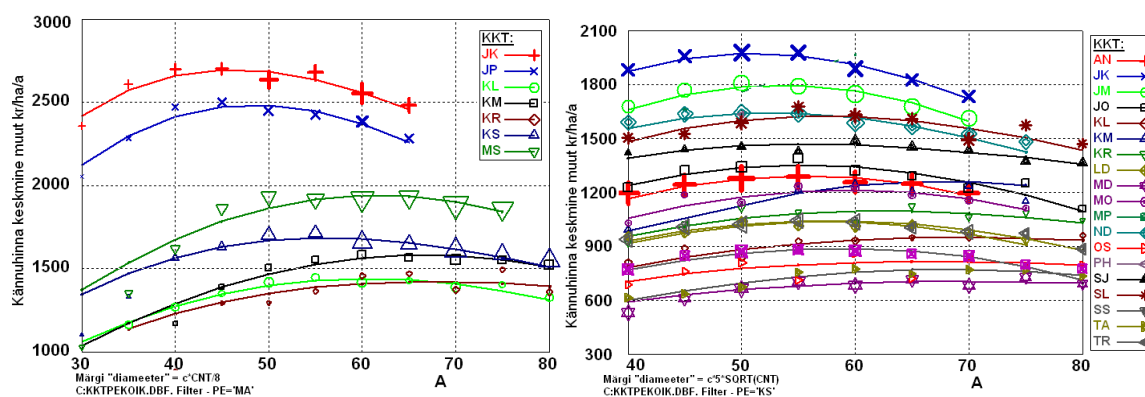 Kännuhinna keskmine muut kr/ha/a
3000
2500
2000
1500
1000
30
40
50
60
70
80
A
KKT:
JK
JP
KL
KM
KR
KS
MS
Märgi "diameeter" = c*CNT/8
C:KKTPEKOIK.DBF. Filter - PE='MA'
Kännuhinna keskmine muut kr/ha/a
2100
1800
1500
1200
900
600
300
40
50
60
70
80
A
KKT:
AN
JK
JM
JO
KL
KM
KR
LD
MD
MO
MP
ND
OS
PH
SJ
SL
SS
TA
TR
Märgi "diameeter" = c*5*SQRT(CNT)
C:KKTPEKOIK.DBF. Filter - PE='KS'